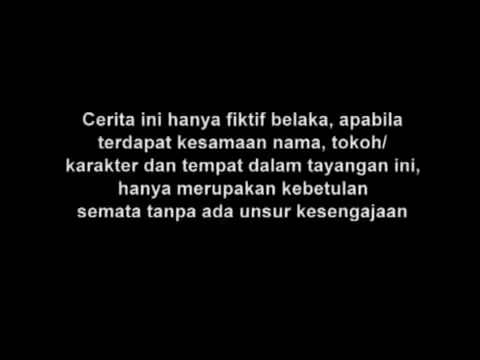 Cerita ini hanya fiktif belaka, apabila
terdapat kesamaan nama, tokoh/
karakter dan tempat dalam tayangan ini,
hanya merupakan kebetulan
semata tanpa ada unsur kesengajaan